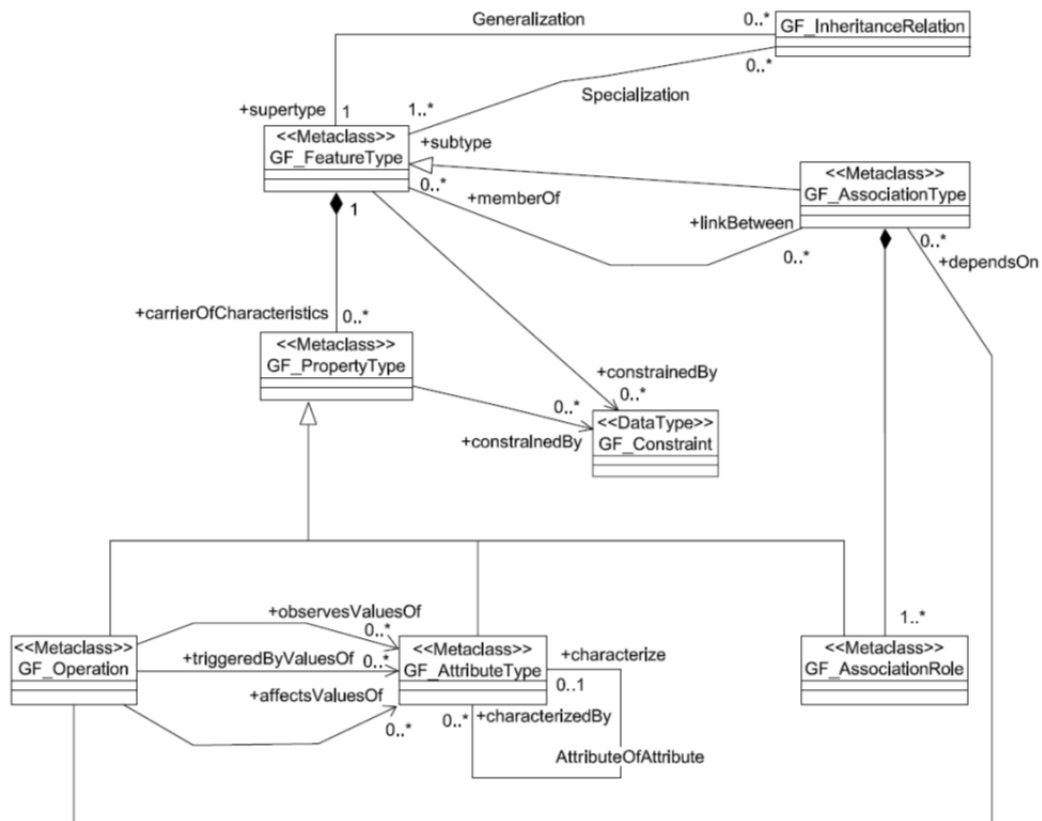 Generalization
0..*
GF_InheritanceRelation
0..*
Specialization
+supertype
1
1..*
<<Metaclass>>
GF_FeatureType
+subtype
0..*
+memberOf
<<Metaclass>>
GF_AssociationType
1
+linkBetween
0..*
0..*
+dependsOn
+carrierOfCharacteristics
0..*
<<Metaclass>>
GF_PropertyType
+constrainedBy
0..*
0..*
+constrainedBy
<<DataType>>
GF_Constraint
1..*
+observesValuesOf
0..*
<<Metaclass>>
GF_Operation
+triggeredByValuesOf
0..*
+affectsValuesOf
0..*
<<Metaclass>>
GF_AttributeType
+characterize
0..1
0..*
+characterizedBy
AttributeOfAttribute
<<Metaclass>>
GF_AssociationRole